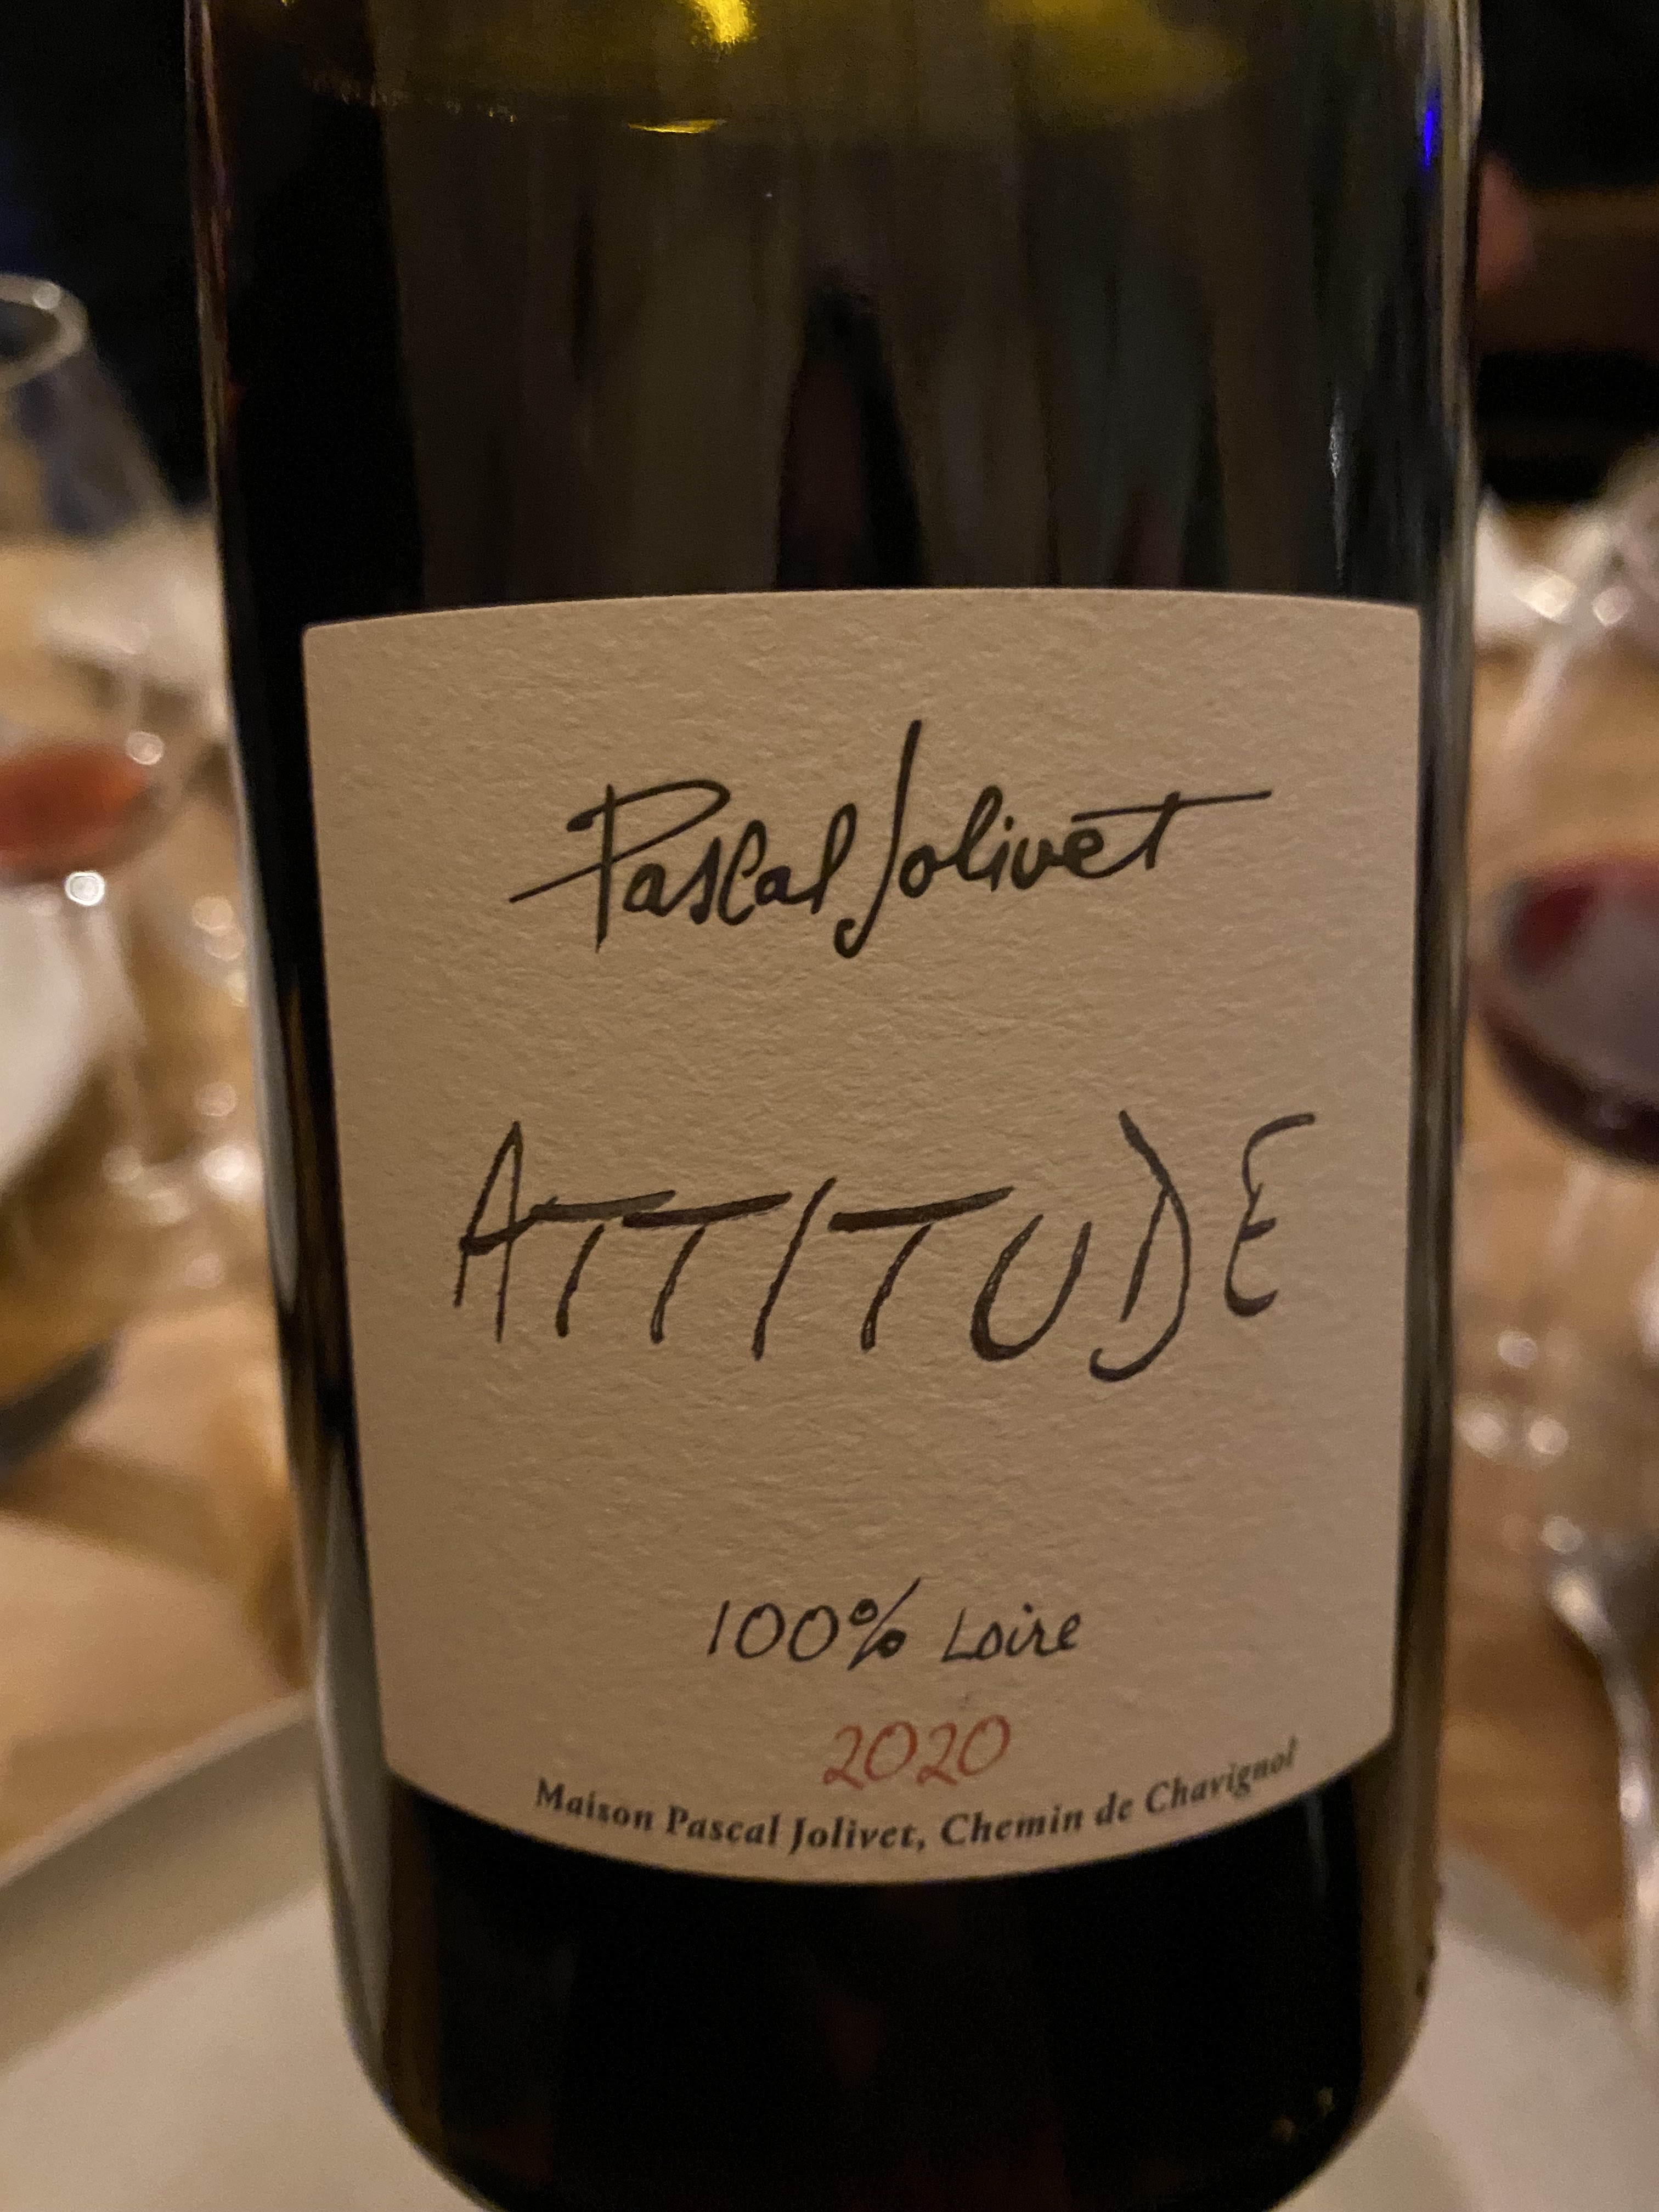 Pascal Jolivet
ATTITUDE
100% Loire
2020
Maison Pascal Jolivet, Chemin de Chavignol